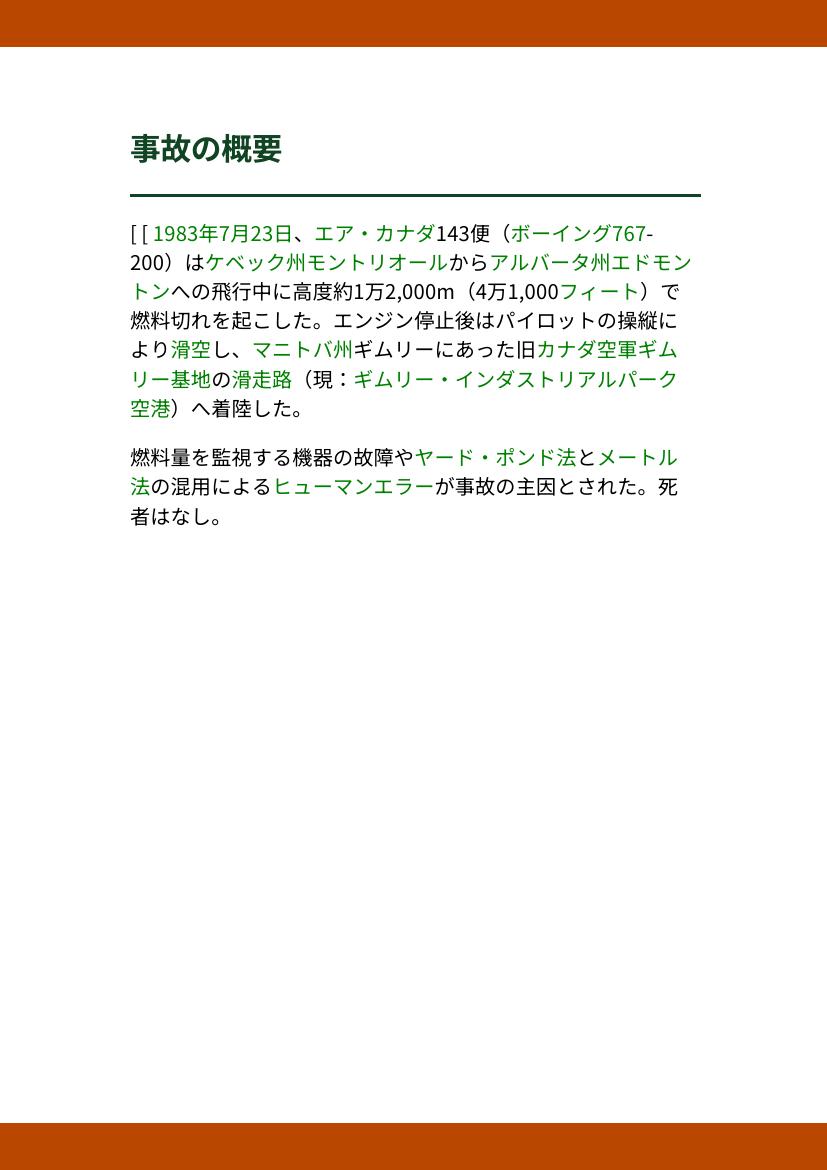 事故の概要
[ [ 1983年7月23日、エア・カナダ143便（ボーイング767-
200）はケベック州モントリオールからアルバータ州エドモン
トンへの飛行中に高度約1万2,000m（4万1,000フィート）で
燃料切れを起こした。エンジン停止後はパイロットの操縦に
より滑空し、マニトバ州ギムリーにあった旧カナダ空軍ギム
リー基地の滑走路（現：ギムリー・インダストリアルパーク
空港）へ着陸した。
燃料量を監視する機器の故障やヤード・ポンド法とメートル
法の混用によるヒューマンエラーが事故の主因とされた。死
者はなし。